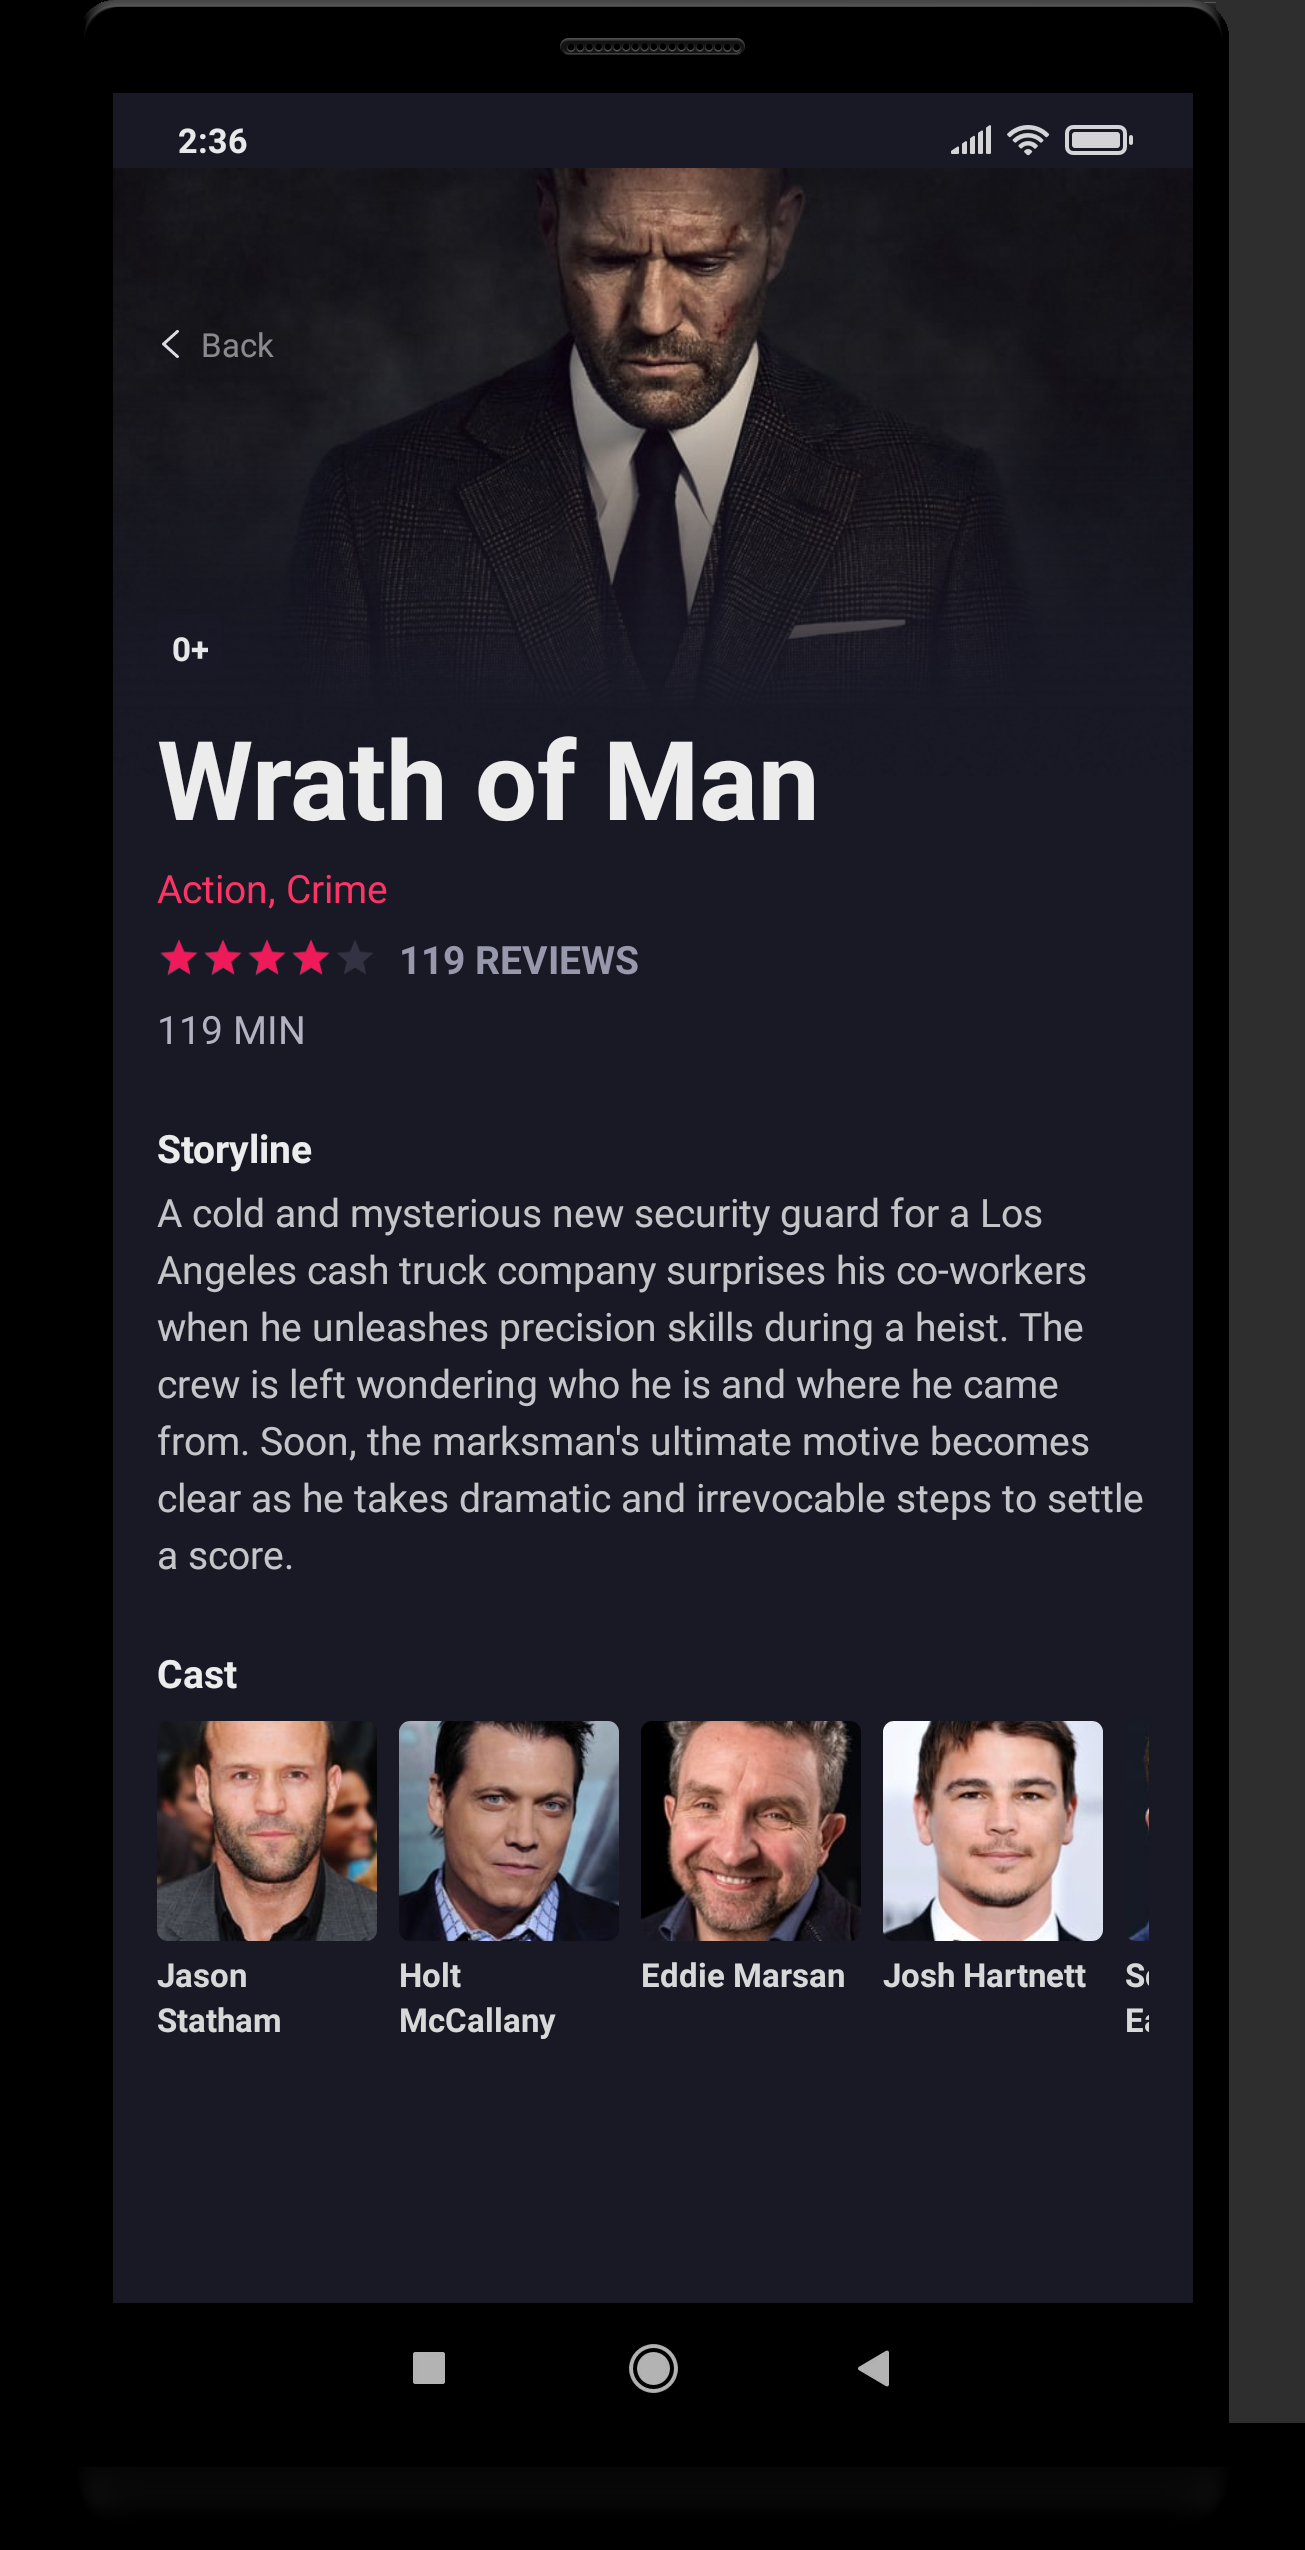 2:36
Back
0+
Wrath of Man
Action, Crime
119 REVIEWS
119 MIN
Storyline
A cold and mysterious new security guard for a Los
Angeles cash truck company surprises his co-workers
when he unleashes precision skills during a heist. The
crew is left wondering who he is and where he came
from. Soon, the marksman's ultimate motive becomes
clear as he takes dramatic and irrevocable steps to settle
a score.
Cast
Jason
Statham
Holt
McCallany
Eddie Marsan
Josh Hartnett